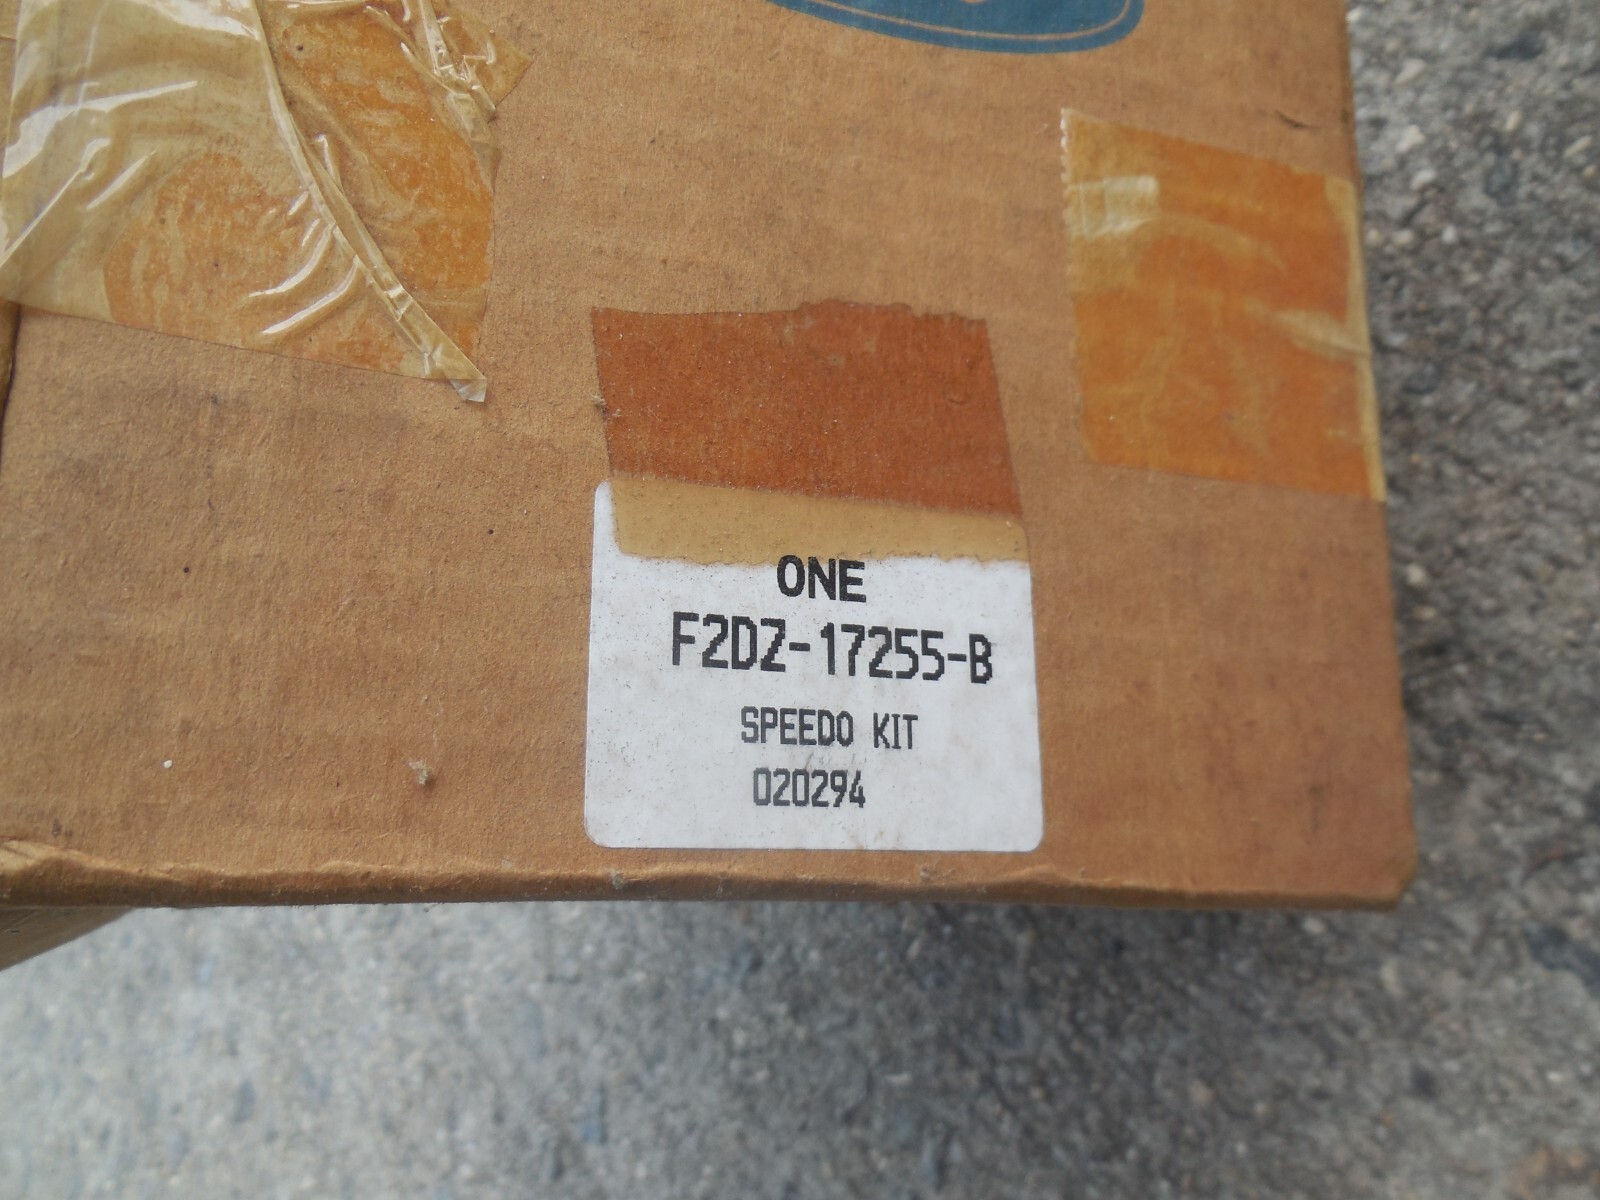 ONE
F2DZ-17255-B
SPEEDO KIT
020294